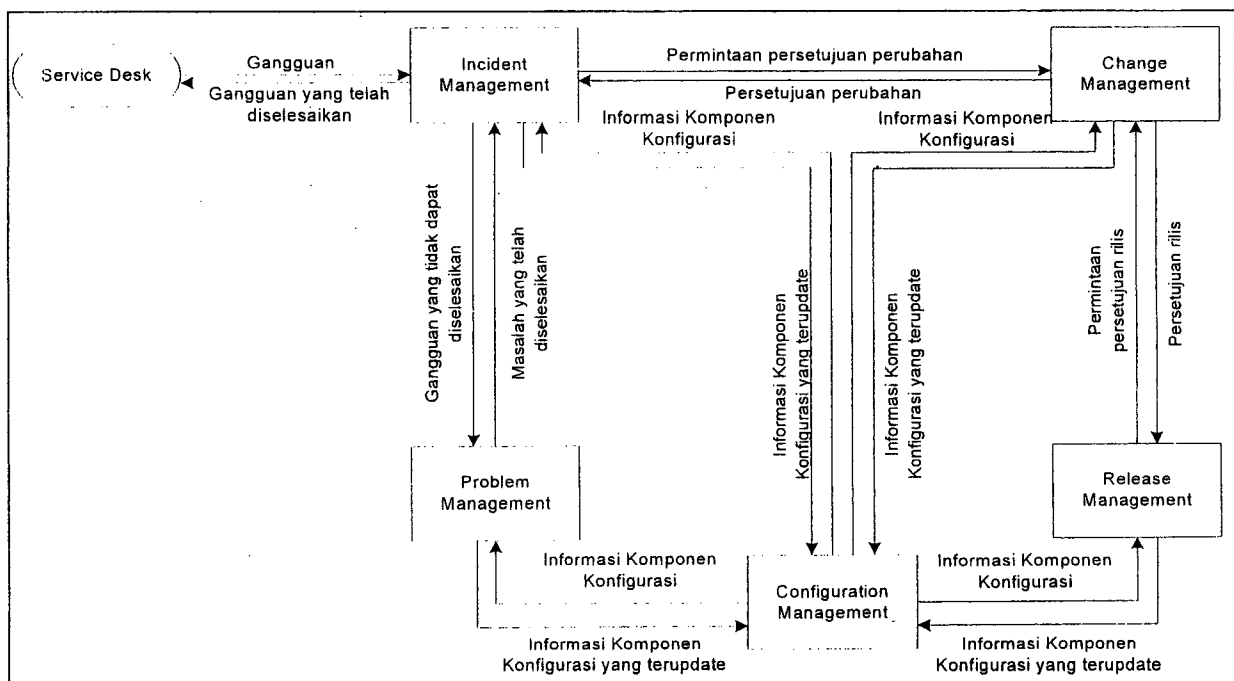 Service Desk
Gangguan
Gangguan yang telah
diselesaikan
Incident
Management
Permintaan persetujuan perubahan
Persetujuan perubahan
Change
Management
Informasi Komponen
Konfigurasi
Informasi Komponen
Konfigurasi
Gangguan yang tidak dapat
diselesaikan
Masalah yang telah
diselesaikan
Informasi Komponen
Konfigurasi yang terupdate
Informasi Komponen
Konfigurasi yang terupdate
Permintaan
persetujuan rilis
Persetujuan rilis
Problem
Management
Release
Management
Informasi Komponen
Konfigurasi
Configuration
Management
Informasi Komponen
Konfigurasi
Informasi Komponen
Konfigurasi yang terupdate
Informasi Komponen
Konfigurasi yang terupdate